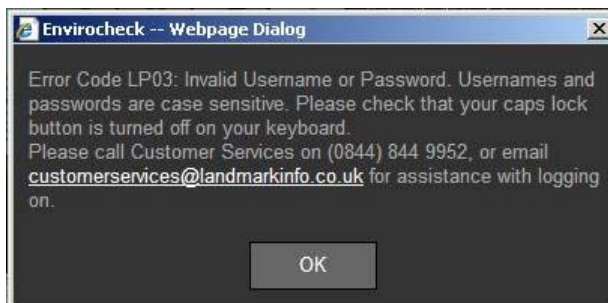 Envirocheck -- Webpage Dialog
Error Code LP03: Invalid Username or Password. Usernames and
passwords are case sensitive. Please check that your caps lock
button is turned off on your keyboard.
Please call Customer Services on (0844) 844 9952, or email
customerservices@landmarkinfo.co.uk for assistance with logging
on.
OK